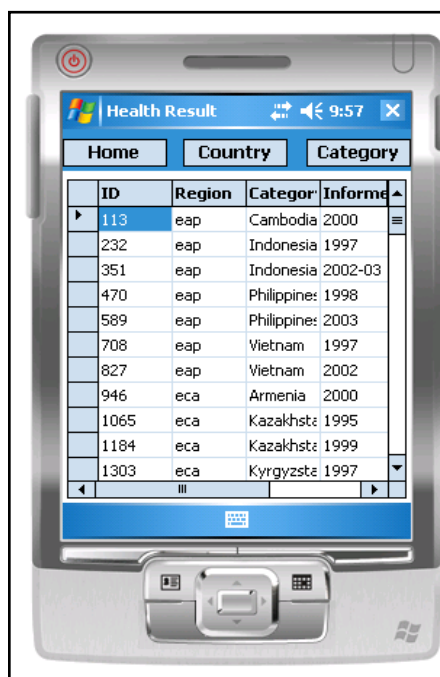 Health Result 9:57
Home Country Category
ID Region Categor Informe
113 eap Cambodia 2000
232 eap Indonesia 1997
351 eap Indonesia 2002-03
470 eap Philippines 1998
589 eap Philippines 2003
708 eap Vietnam 1997
827 eap Vietnam 2002
946 eca Armenia 2000
1065 eca Kazakhsta 1995
1184 eca Kazakhsta 1999
1303 eca Kyrgyzsta 1997